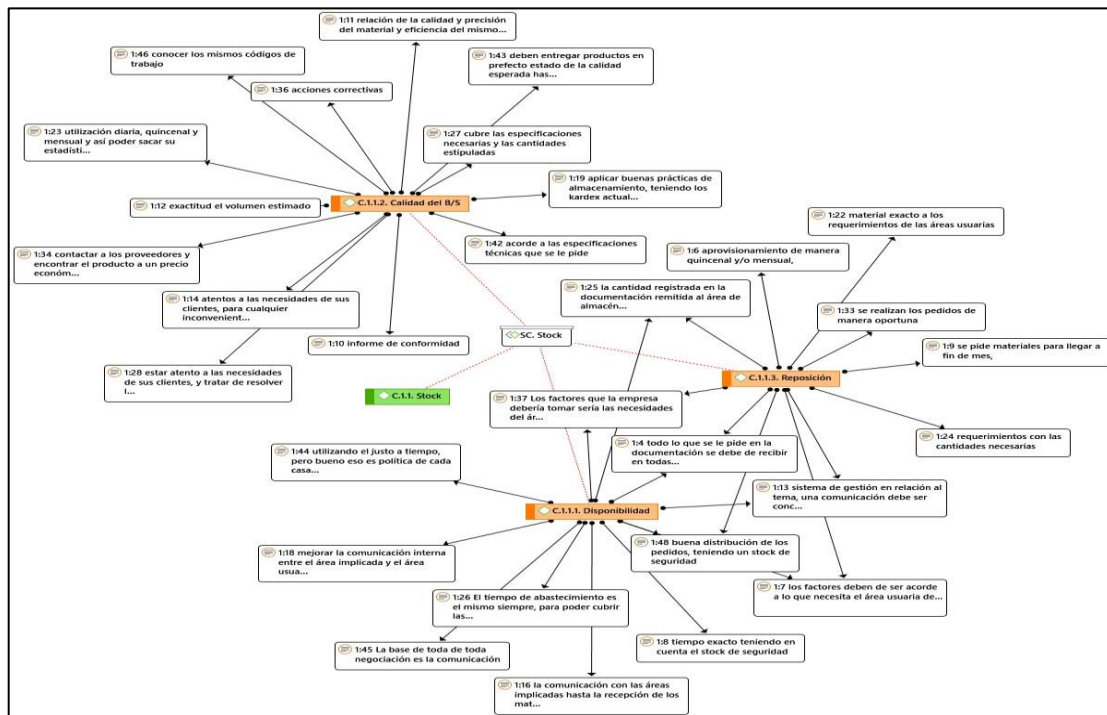 1:11 relación de la calidad y precisión
del material y eficiencia del mismo...
1:46 conocer los mismos códigos de
trabajo
1:43 deben entregar productos en
prefecto estado de la calidad
esperada has...
1:36 acciones correctivas
1:23 utilización diaria, quincenal y
mensual y así poder sacar su
estadísti...
1:27 cubre las especificaciones
necesarias y las cantidades
estipuladas
1:19 aplicar buenas prácticas de
almacenamiento, teniendo los
kardex actual...
C.1.1.2. Calidad del B/S
1:12 exactitud el volumen estimado
1:22 material exacto a los
requerimientos de las áreas usuarias
1:34 contactar a los proveedores y
encontrar el producto a un precio
económ...
1:42 acorde a las especificaciones
técnicas que se le pide
1:6 aprovisionamiento de manera
quincenal y/o mensual,
1:14 atentos a las necesidades de sus
clientes, para cualquier
inconvenient...
1:25 la cantidad registrada en la
documentación remitida al área de
almacén...
1:33 se realizan los pedidos de
manera oportuna
1:10 informe de conformidad
SC. Stock
1:9 se pide materiales para llegar a
fin de mes,
1:28 estar atento a las necesidades
de sus clientes, y tratar de resolver
l...
C.1.1.3. Reposición
C.1.1. Stock
1:37 Los factores que la empresa
debería tomar sería las necesidades
del ár...
1:24 requerimientos con las
cantidades necesarias
1:44 utilizando el justo a tiempo,
pero bueno eso es política de cada
casa...
1:4 todo lo que se le pide en la
documentación se debe de recibir
en todas...
1:13 sistema de gestión en relación al
tema, una comunicación debe ser
conc...
C.1.1.1. Disponibilidad
1:18 mejorar la comunicación interna
entre el área implicada y el área
usua...
1:48 buena distribución de los
pedidos, teniendo un stock de
seguridad
1:7 los factores deben de ser acorde
a lo que necesita el área usuaria de...
1:26 El tiempo de abastecimiento es
el mismo siempre, para poder cubrir
las...
1:8 tiempo exacto teniendo en
cuenta el stock de seguridad
1:45 La base de toda de toda
negociación es la comunicación
1:16 la comunicación con las áreas
implicadas hasta la recepción de los
mat...